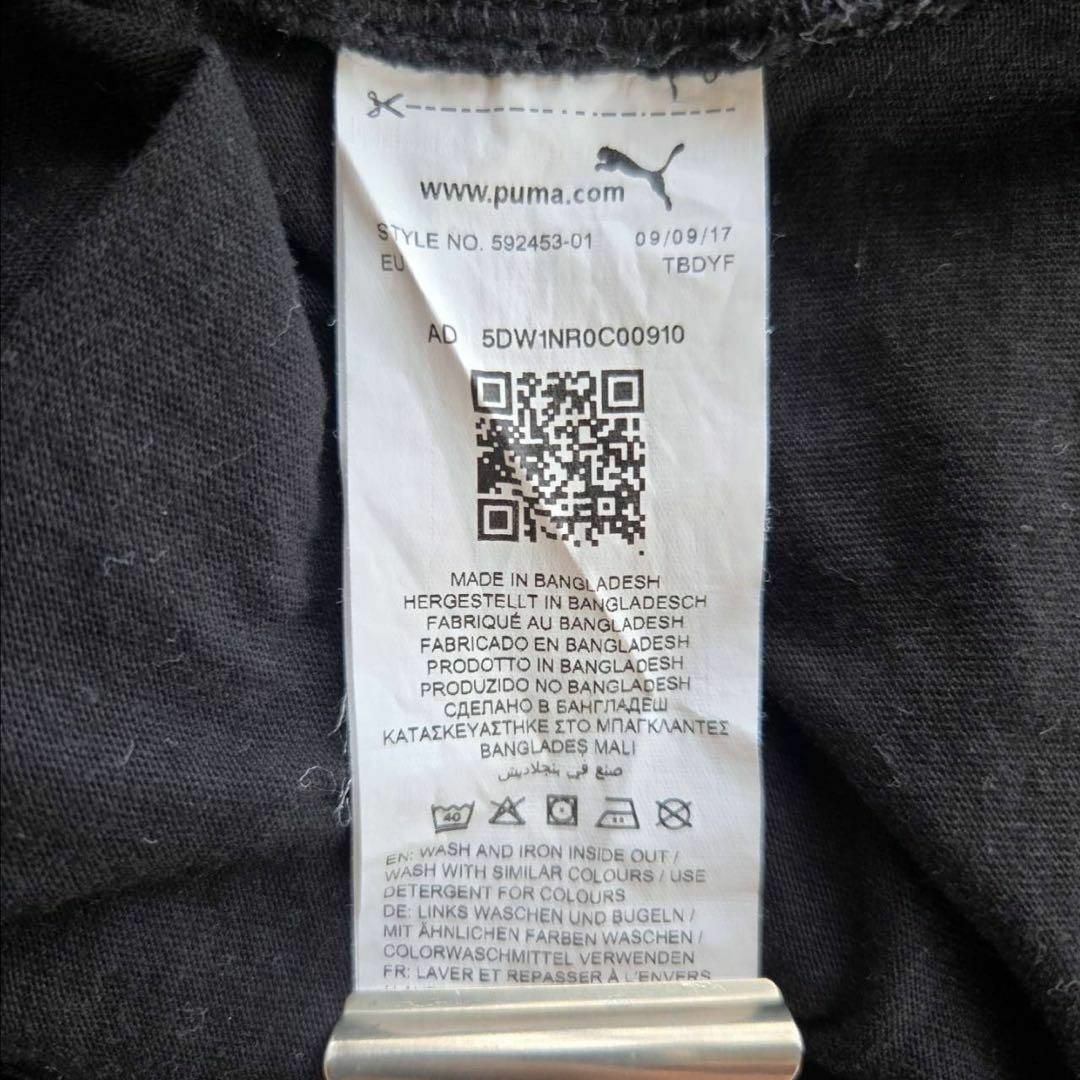 www.puma.com
STYLE NO. 592453-01 09/09/17
EU TBDYF
AD 5DW1NR0C00910
MADE IN BANGLADESH
HERGESTELLT IN BANGLADESCH
FABRIQUÉ AU BANGLADESH
FABRICADO EN BANGLADESH
PRODOTTO IN BANGLADESH
PRODUZIDO NO BANGLADESH
СДЕЛАНО В БАНГЛАДЕШ
ΚΑΤΑΣΚΕΥΑΣΤΗΚΕ ΣΤΟ ΜΠΑΓΚΛΑΝΤΕΣ
BANGLADEŞ MALI
صنع في بنجلاديش
40
EN: WASH AND IRON INSIDE OUT /
WASH WITH SIMILAR COLOURS / USE
DETERGENT FOR COLOURS
DE: LINKS WASCHEN UND BÜGELN /
MIT ÄHNLICHEN FARBEN WASCHEN /
COLORWASCHMITTEL VERWENDEN
FR: LAVER ET REPASSER À L'ENVERS